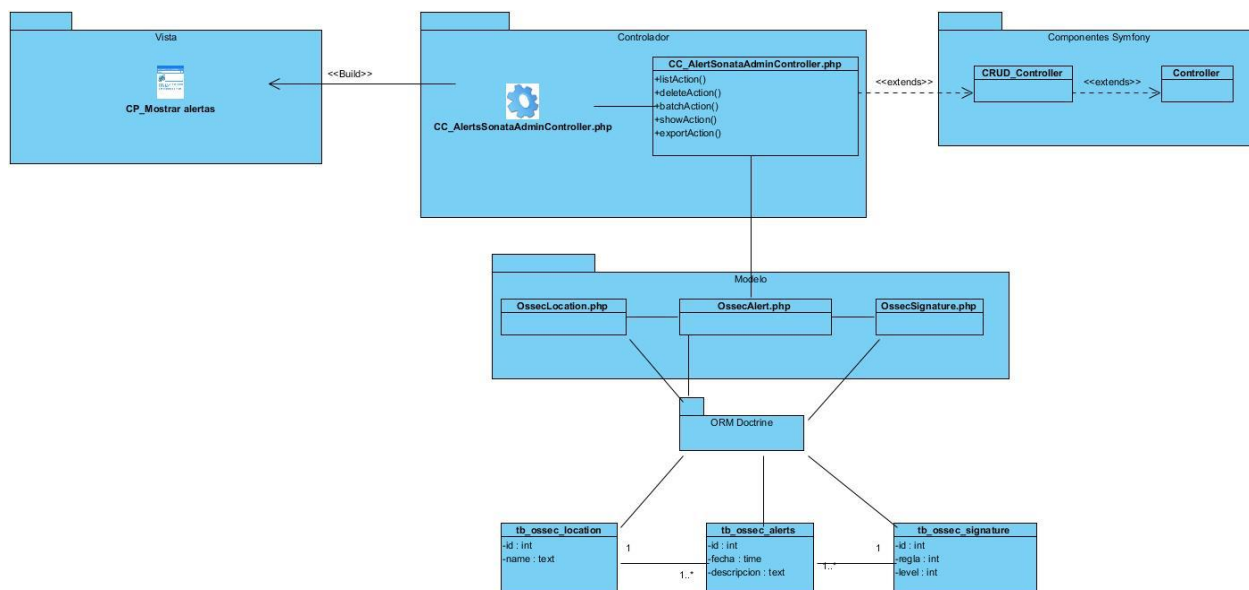 Vista
CP_Mostrar alertas
<<Build>>
Controlador
CC_AlertsSonataAdminController.php
CC_AlertSonataAdminController.php
+listAction()
+deleteAction()
+batchAction()
+showAction()
+exportAction()
<<extends>>
Componentes Symfony
CRUD_Controller
<<extends>>
Controller
Modelo
OssecLocation.php
OssecAlert.php
OssecSignature.php
ORM Doctrine
tb_ossec_location
-id : int
-name : text
1
1..*
tb_ossec_alerts
-id : int
-fecha : time
-descripcion : text
1..*
1
tb_ossec_signature
-id : int
-regla : int
-level : int